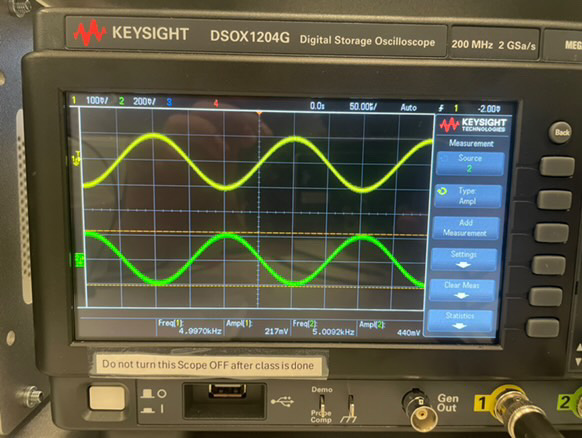 KEYSIGHT DSOX1204G Digital Storage Oscilloscope 200 MHz 2 GSa/s MEG
1 100V/ 2 200V/ 3 4 0.0s 50.00%/ Auto 1 -2.00V
KEYSIGHT
TECHNOLOGIES
Measurement
Source
2
Type:
Ampl
Add
Measurement
Settings
Clear Meas
Statistics
Back
Freq(1): Ampl(1): Freq(2): Ampl(2):
4.9970kHz 217mV 5.0092kHz 440mV
Do not turn this Scope OFF after class is done
Demo
Probe
Comp
Gen
Out
1
2